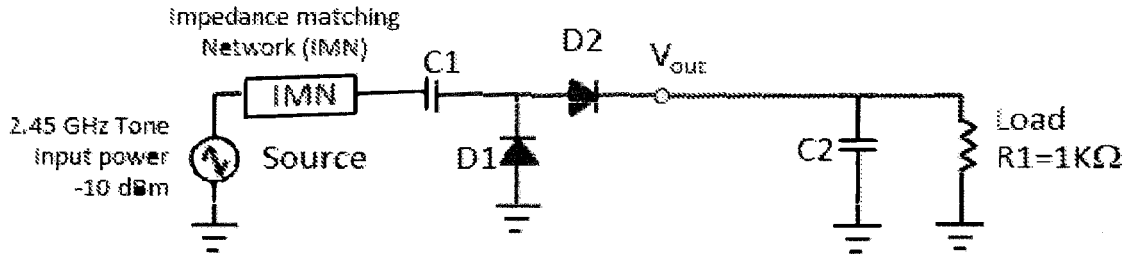 Impedance matching
Network (IMN)
C1
D2
Vout
IMN
2.45 GHz Tone
Input power
-10 dBm
Source
D1
C2
Load
R1=1KΩ